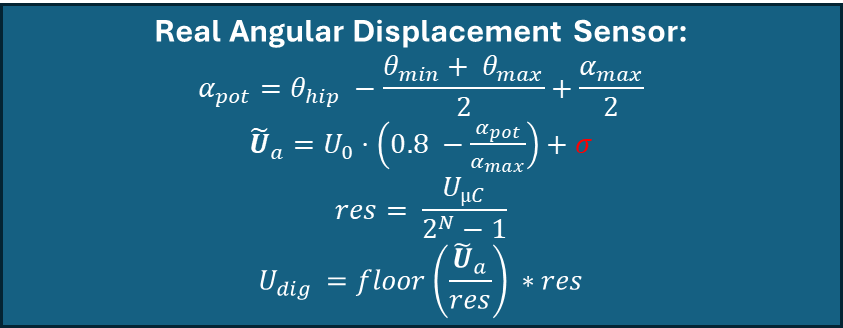 Real Angular Displacement Sensor:
α_pot = θ_hip − (θ_min + θ_max)/2 + α_max/2
Ũ_a = U_0 · (0.8 − α_pot/α_max) + σ
res = U_μC/(2^N − 1)
U_dig = floor(Ũ_a/res) * res